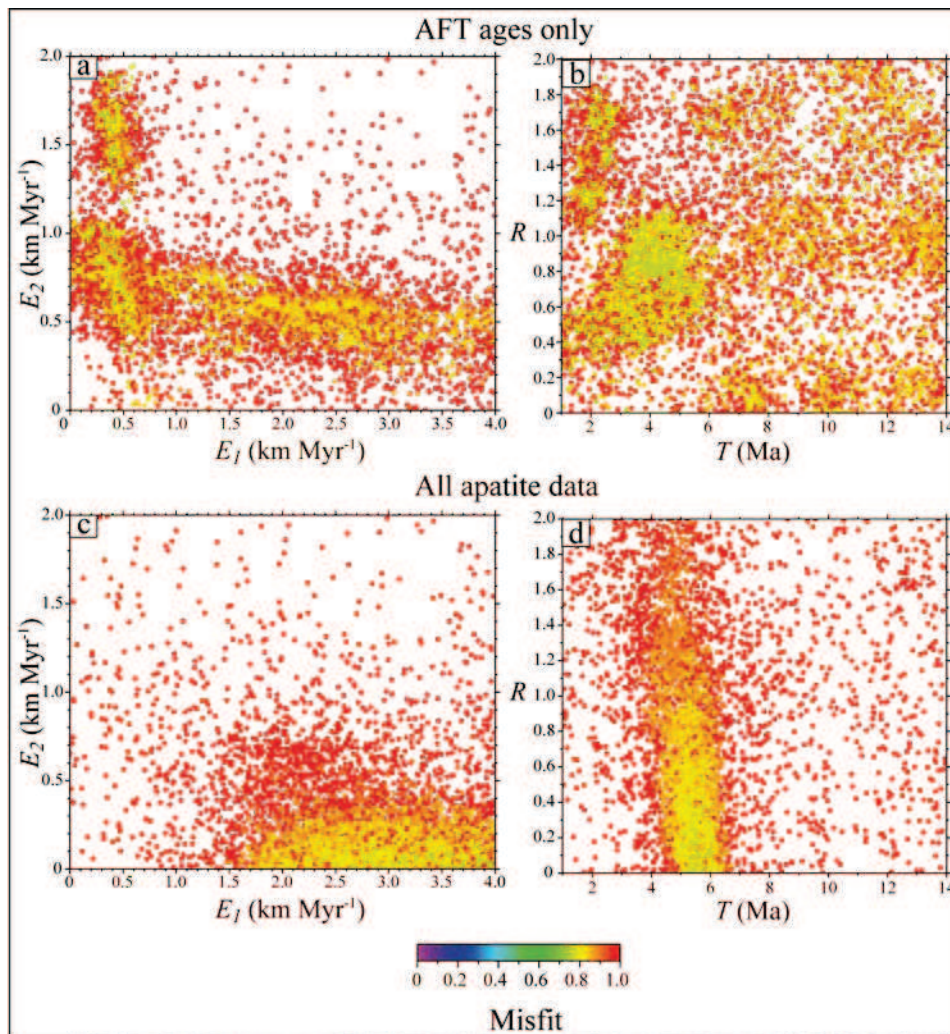 AFT ages only
a
b
2.0
1.5
1.0
0.5
0
E2 (km Myr-1)
0 0.5 1.0 1.5 2.0 2.5 3.0 3.5 4.0
E1 (km Myr-1)
2.0
1.8
1.6
1.4
1.2
1.0
0.8
0.6
0.4
0.2
0
R
2 4 6 8 10 12 14
T (Ma)
All apatite data
c
d
2.0
1.5
1.0
0.5
0
E2 (km Myr-1)
0 0.5 1.0 1.5 2.0 2.5 3.0 3.5 4.0
E1 (km Myr-1)
2.0
1.8
1.6
1.4
1.2
1.0
0.8
0.6
0.4
0.2
0
R
2 4 6 8 10 12 14
T (Ma)
0 0.2 0.4 0.6 0.8 1.0
Misfit